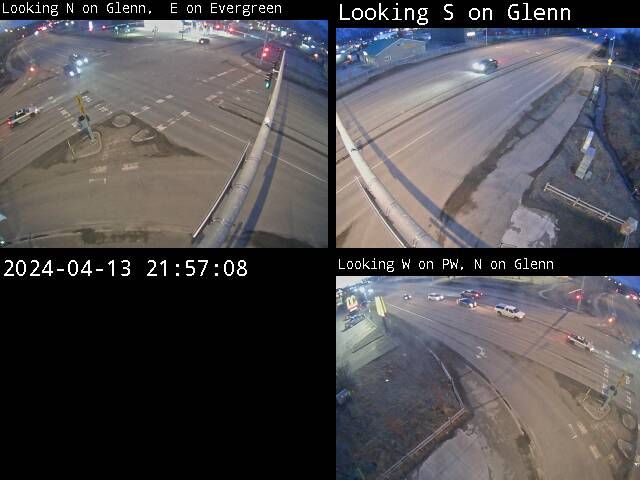 Looking N on Glenn,  E on Evergreen
Looking S on Glenn
2024-04-13 21:57:08
Looking W on PW, N on Glenn